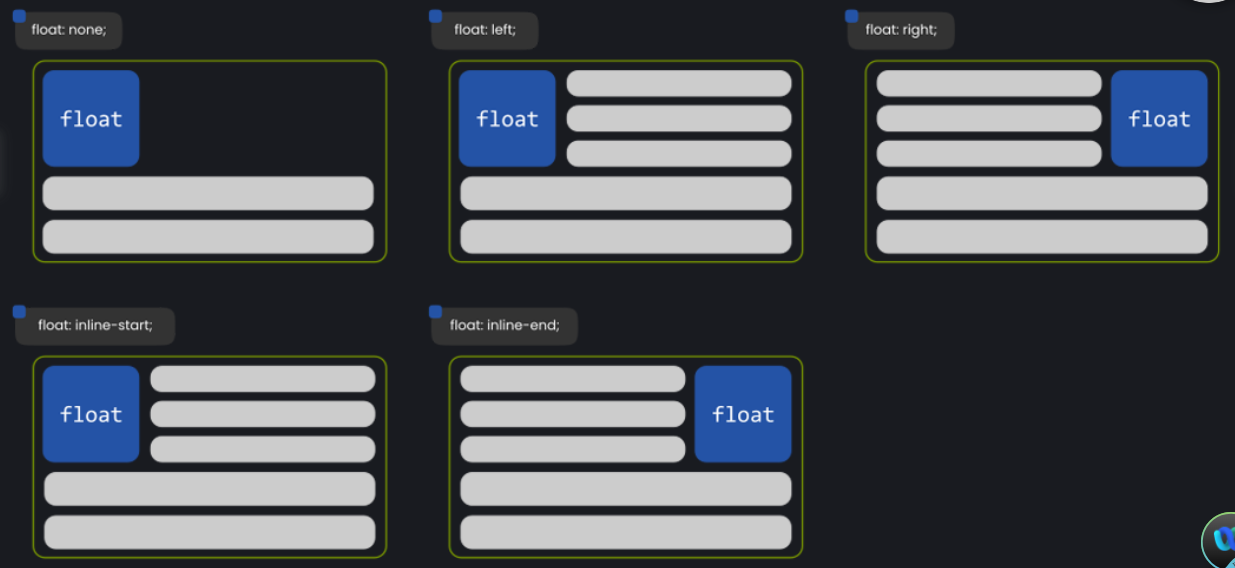 float: none;
float: left;
float: right;
float
float
float
float: inline-start;
float: inline-end;
float
float